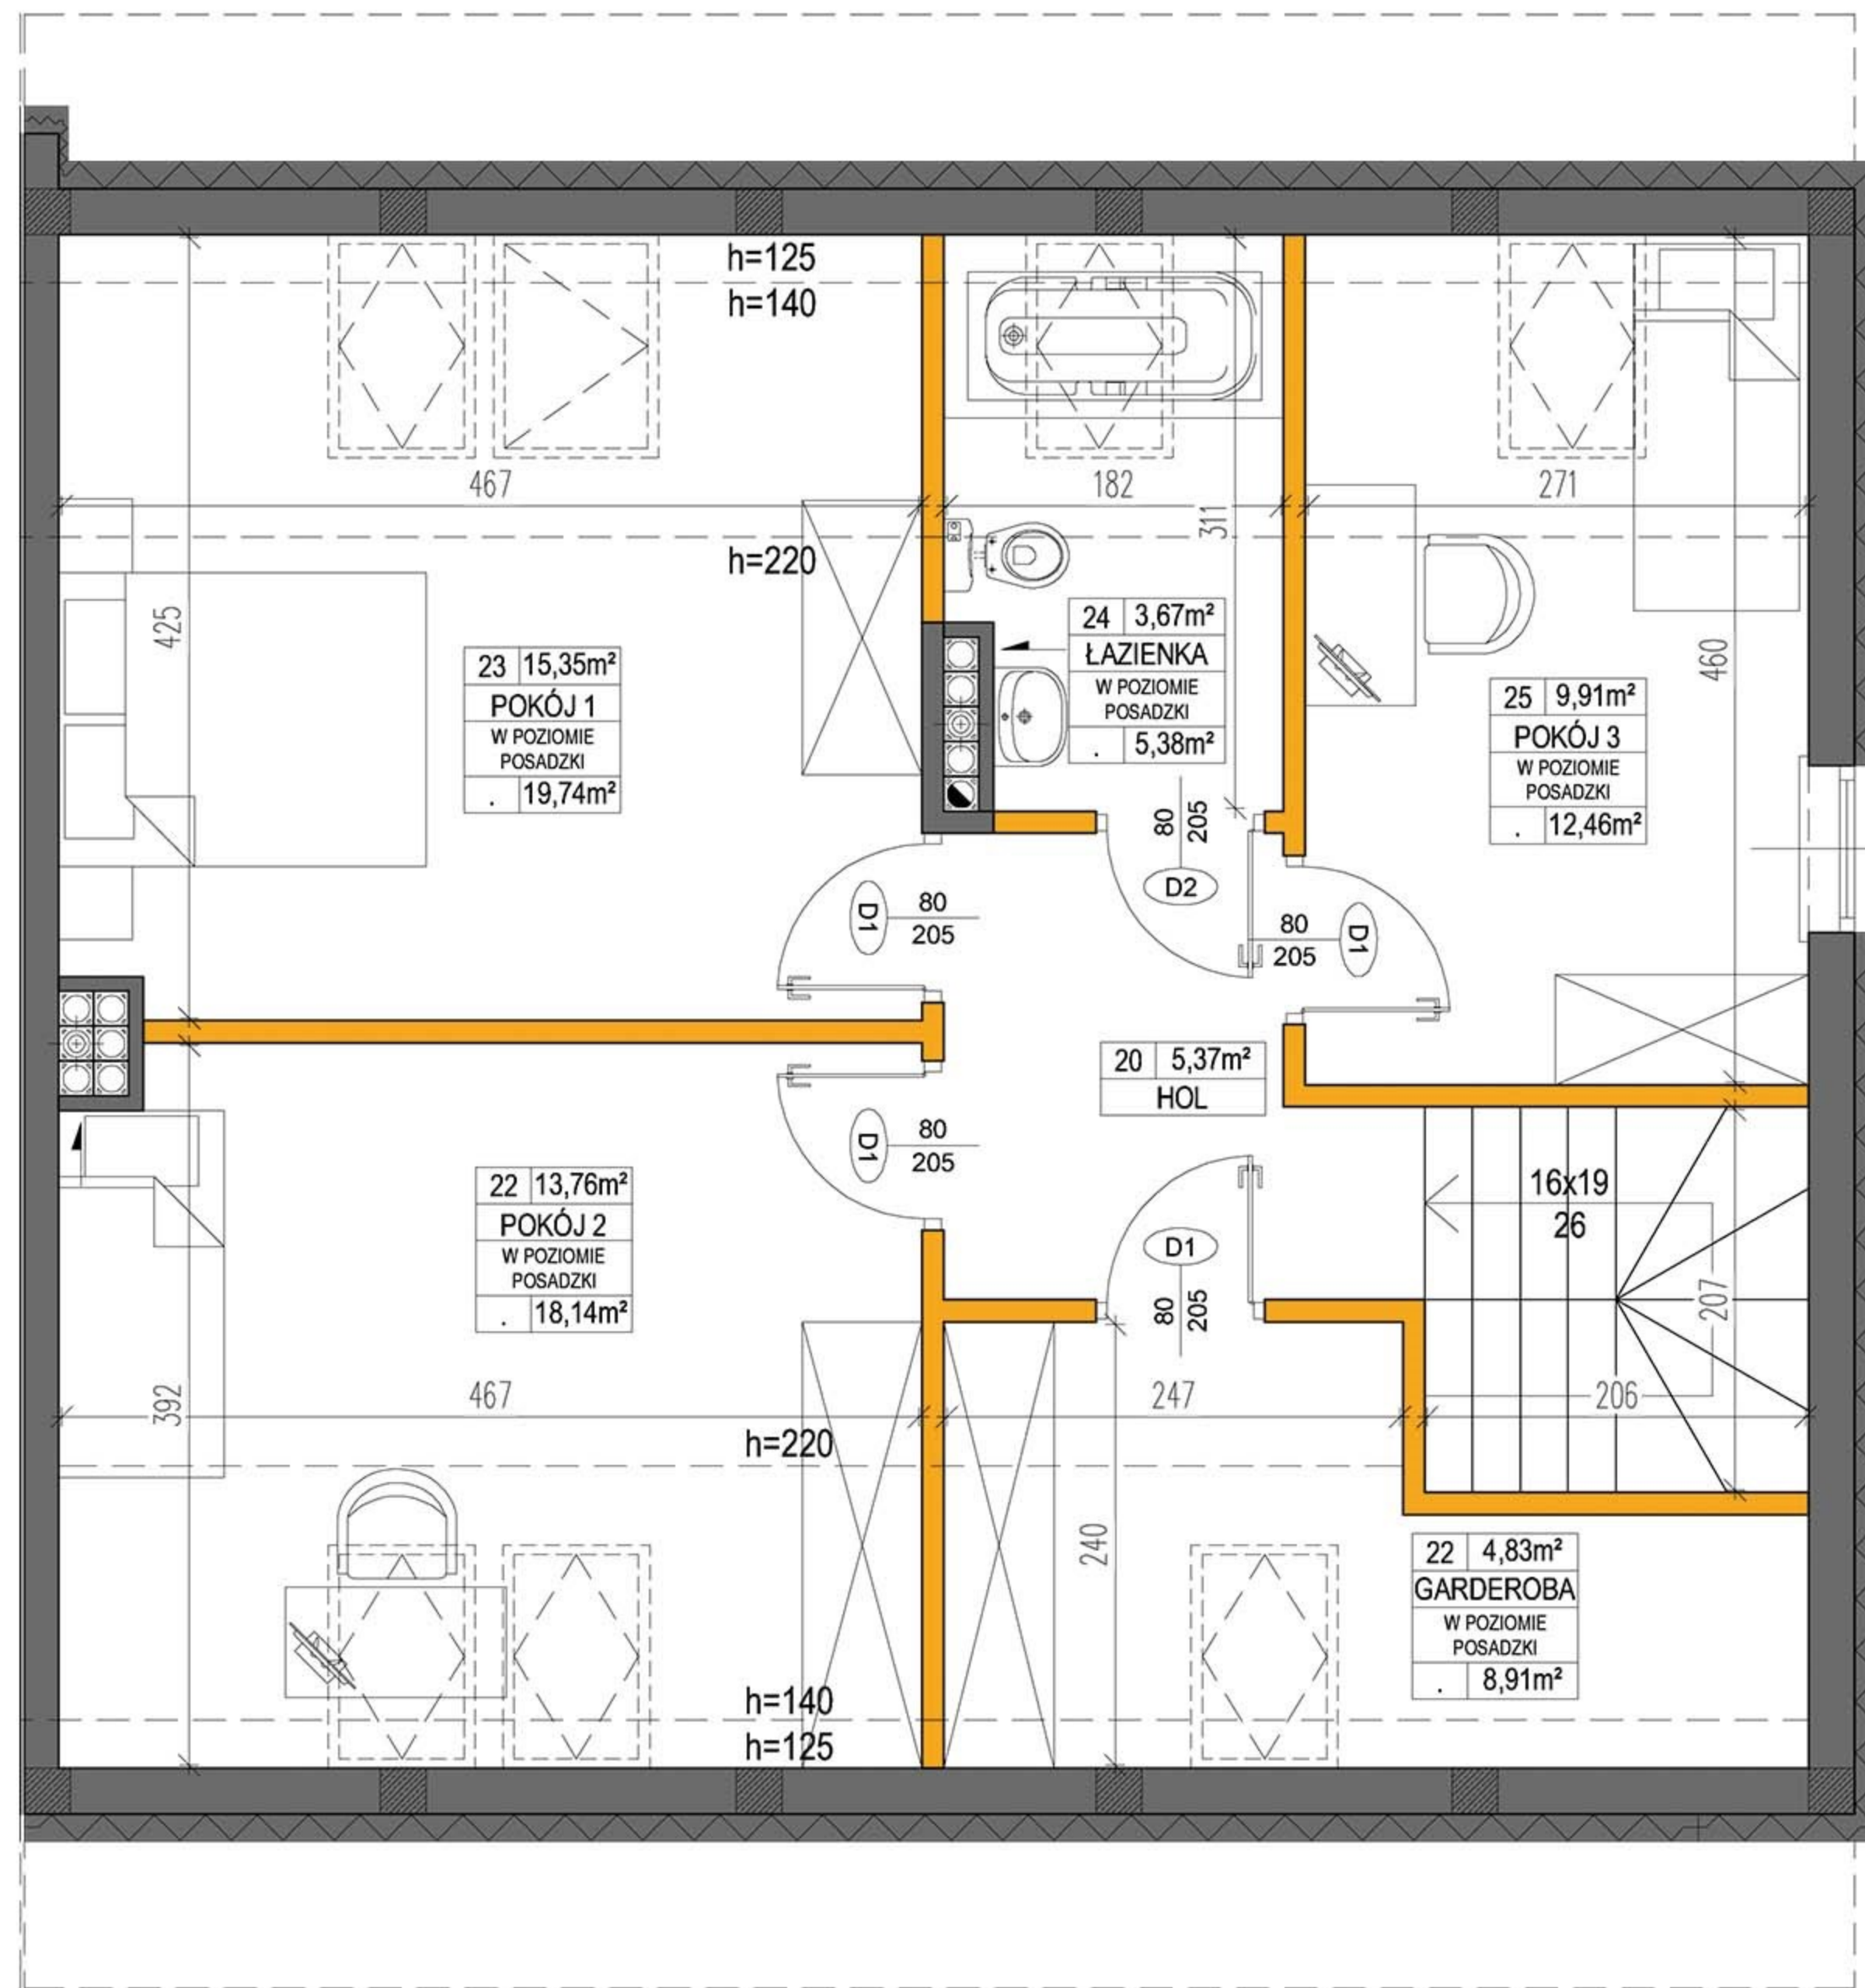 h=125
h=140
467
182
271
311
h=220
425
24 3,67m²
ŁAZIENKA
W POZIOMIE
POSADZKI
. 5,38m²
23 15,35m²
POKÓJ 1
W POZIOMIE
POSADZKI
. 19,74m²
460
25 9,91m²
POKÓJ 3
W POZIOMIE
POSADZKI
. 12,46m²
80
205
D2
D1
80
205
80
205
D1
20 5,37m²
HOL
D1
80
205
22 13,76m²
POKÓJ 2
W POZIOMIE
POSADZKI
. 18,14m²
16x19
26
D1
80
205
207
392
467
247
206
h=220
240
22 4,83m²
GARDEROBA
W POZIOMIE
POSADZKI
. 8,91m²
h=140
h=125